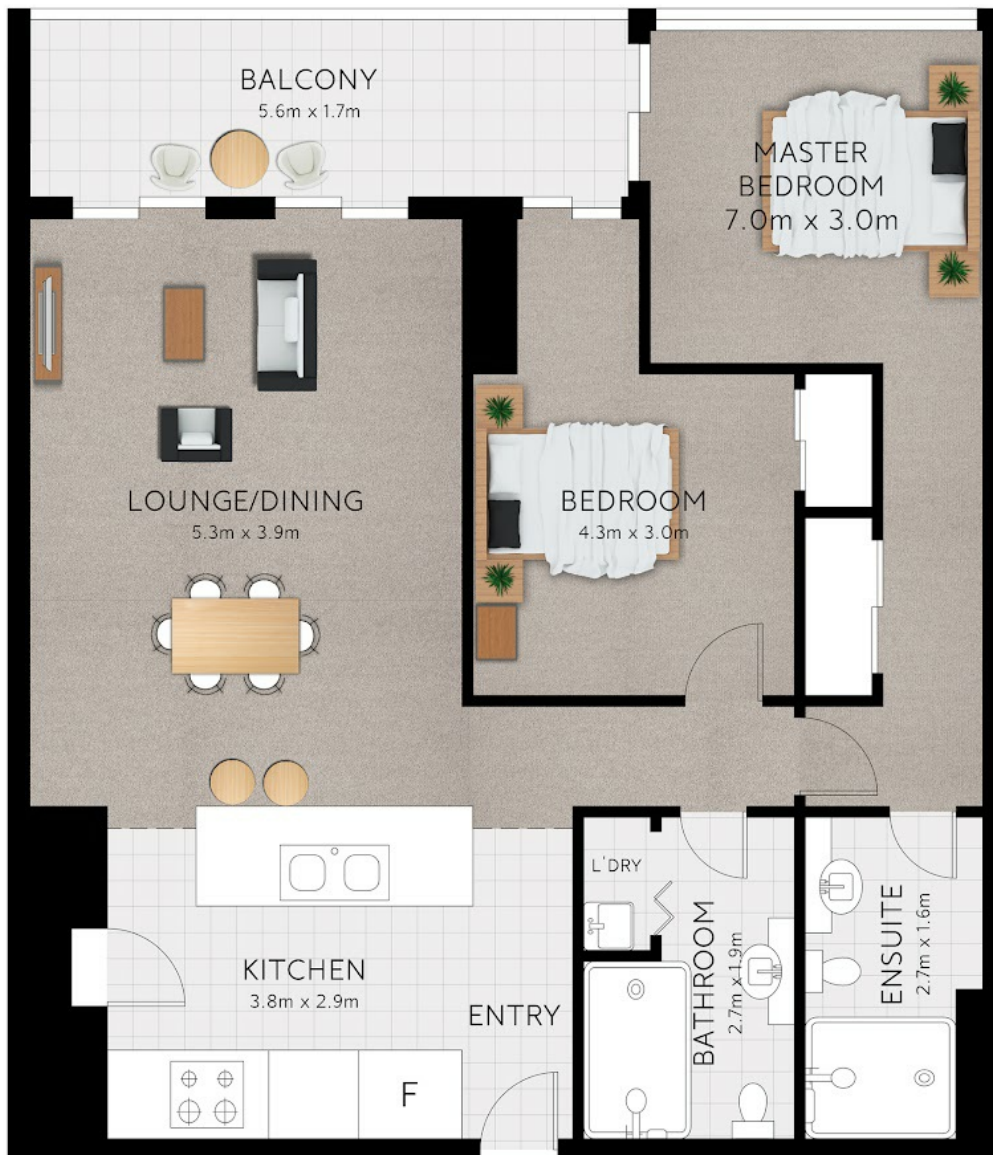 BALCONY
5.6m x 1.7m
MASTER
BEDROOM
7.0m x 3.0m
LOUNGE/DINING
5.3m x 3.9m
BEDROOM
4.3m x 3.0m
L'DRY
BATHROOM
2.7m x 1.9m
ENSUITE
2.7m x 1.6m
KITCHEN
3.8m x 2.9m
ENTRY
F